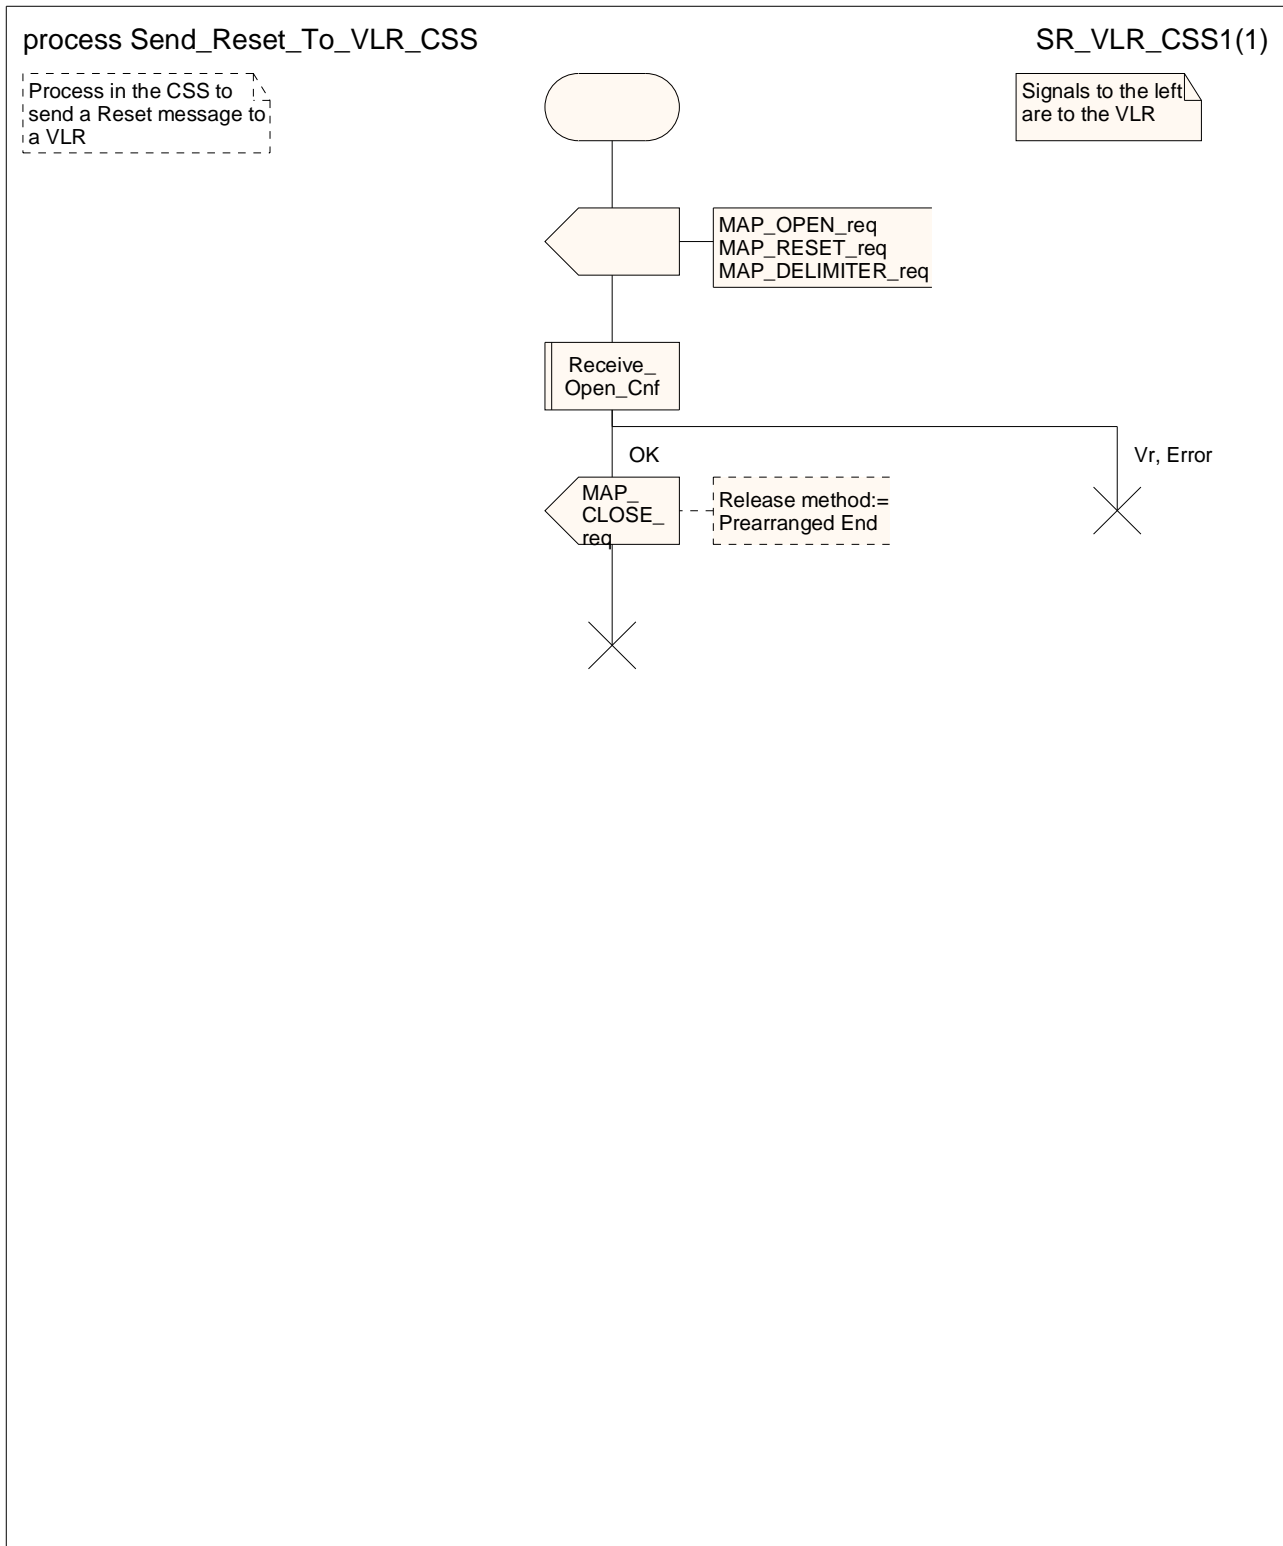 process Send_Reset_To_VLR_CSS
SR_VLR_CSS1(1)
Process in the CSS to
send a Reset message to
a VLR
Signals to the left
are to the VLR
MAP_OPEN_req
MAP_RESET_req
MAP_DELIMITER_req
Receive_
Open_Cnf
OK
Vr, Error
MAP_
CLOSE_
req
Release method:=
Prearranged End